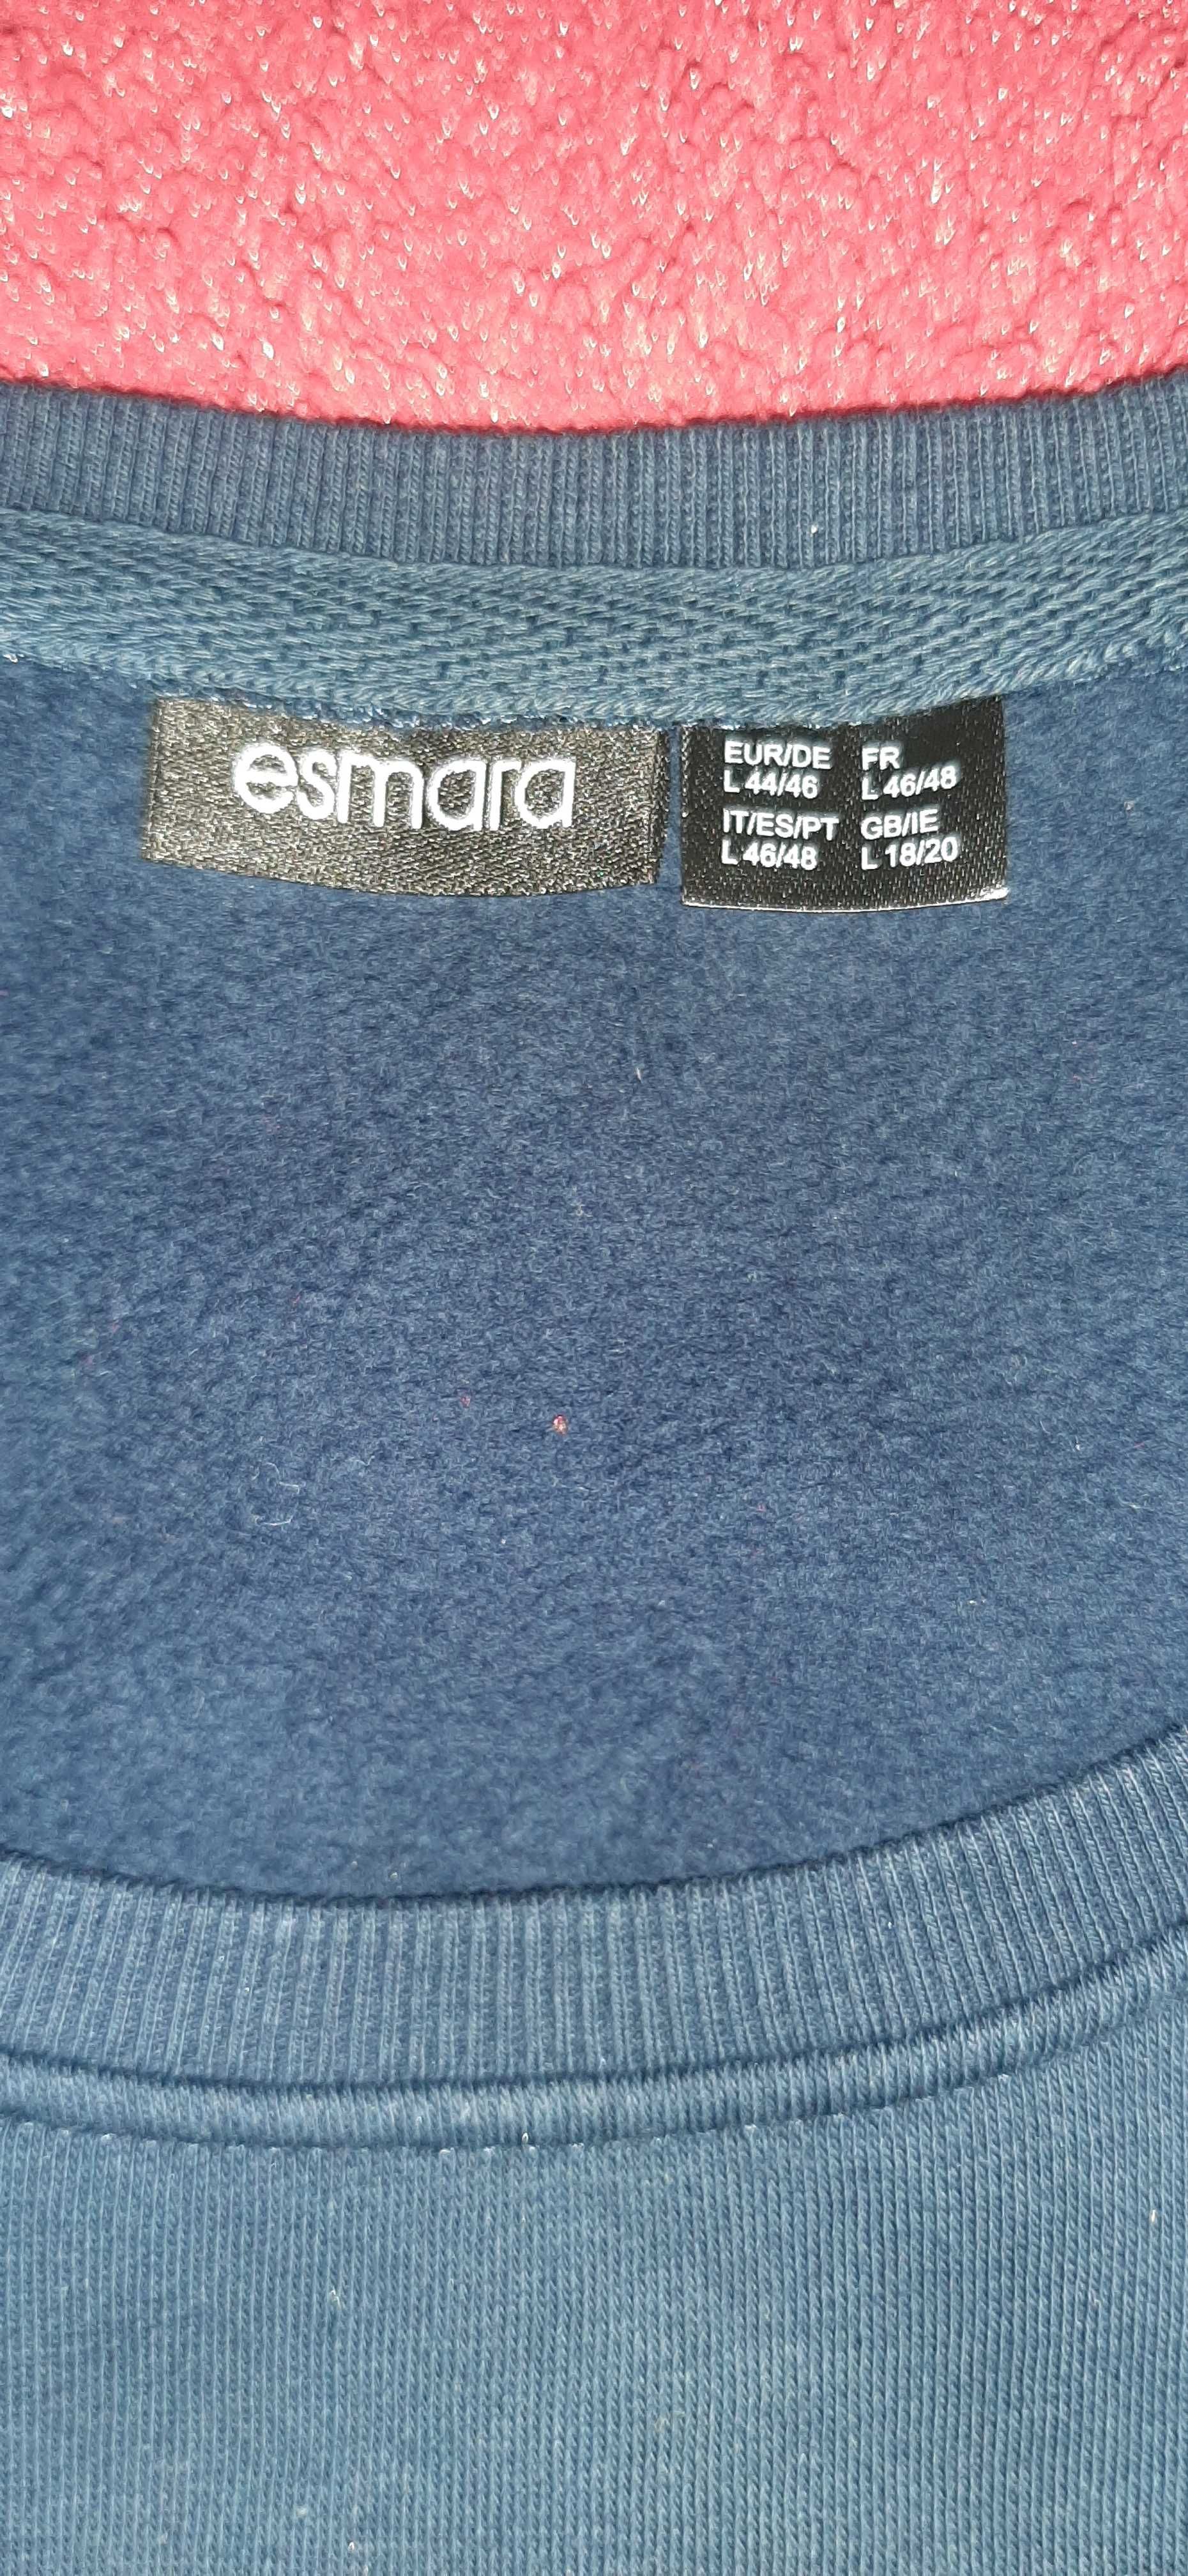 esmara
EUR/DE FR
L 44/46 L 46/48
IT/ES/PT GB/IE
L 46/48 L 18/20